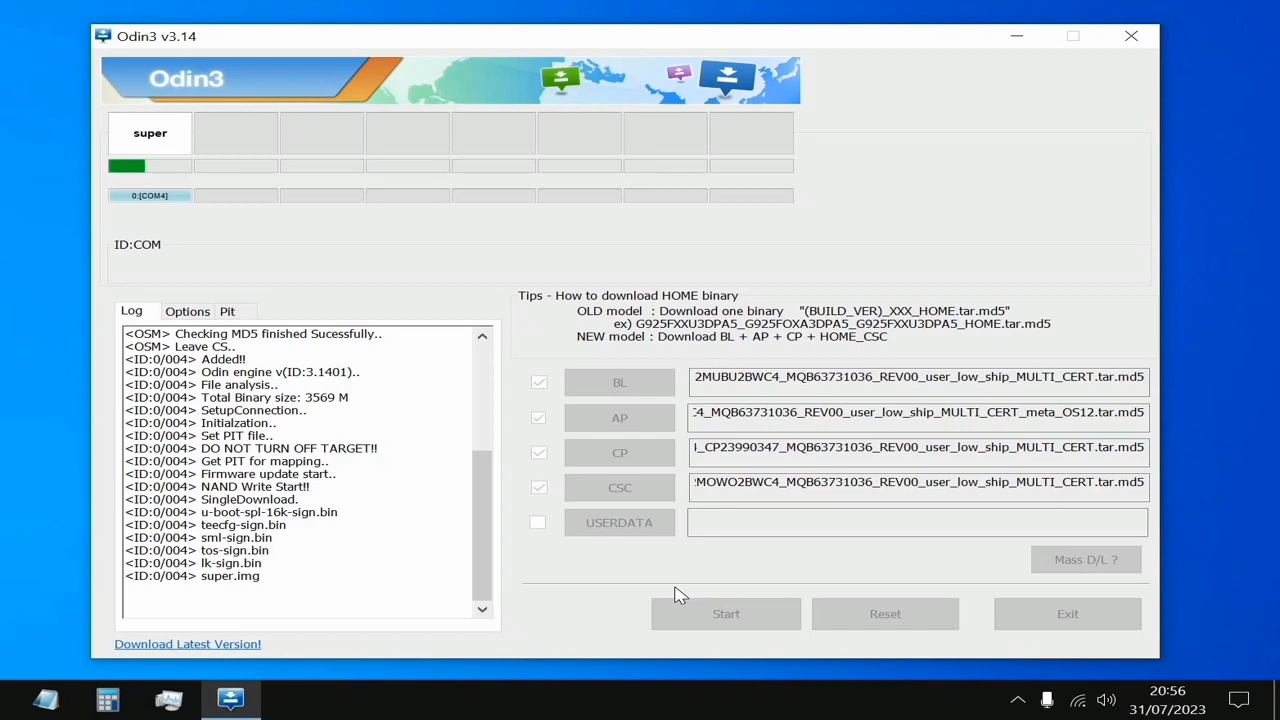 Odin3 v3.14
Odin3
super
0:[COM4]
ID:COM
Log
Options
Pit
<OSM> Checking MD5 finished Sucessfully..
<OSM> Leave CS..
<ID:0/004> Added!!
<ID:0/004> Odin engine v(ID:3.1401)..
<ID:0/004> File analysis..
<ID:0/004> Total Binary size: 3569 M
<ID:0/004> SetupConnection..
<ID:0/004> Initialzation..
<ID:0/004> Set PIT file..
<ID:0/004> DO NOT TURN OFF TARGET!!
<ID:0/004> Get PIT for mapping..
<ID:0/004> Firmware update start..
<ID:0/004> NAND Write Start!!
<ID:0/004> SingleDownload.
<ID:0/004> u-boot-spl-16k-sign.bin
<ID:0/004> teecfg-sign.bin
<ID:0/004> sml-sign.bin
<ID:0/004> tos-sign.bin
<ID:0/004> lk-sign.bin
<ID:0/004> super.img
Download Latest Version!
Tips - How to download HOME binary
OLD model : Download one binary "(BUILD_VER)_XXX_HOME.tar.md5"
ex) G925FXXU3DPA5_G925FOXA3DPA5_G925FXXU3DPA5_HOME.tar.md5
NEW model : Download BL + AP + CP + HOME_CSC
BL
2MUBU2BWC4_MQB63731036_REV00_user_low_ship_MULTI_CERT.tar.md5
AP
C4_MQB63731036_REV00_user_low_ship_MULTI_CERT_meta_OS12.tar.md5
CP
_CP23990347_MQB63731036_REV00_user_low_ship_MULTI_CERT.tar.md5
CSC
MOWO2BWC4_MQB63731036_REV00_user_low_ship_MULTI_CERT.tar.md5
USERDATA
Mass D/L ?
Start
Reset
Exit
20:56
31/07/2023